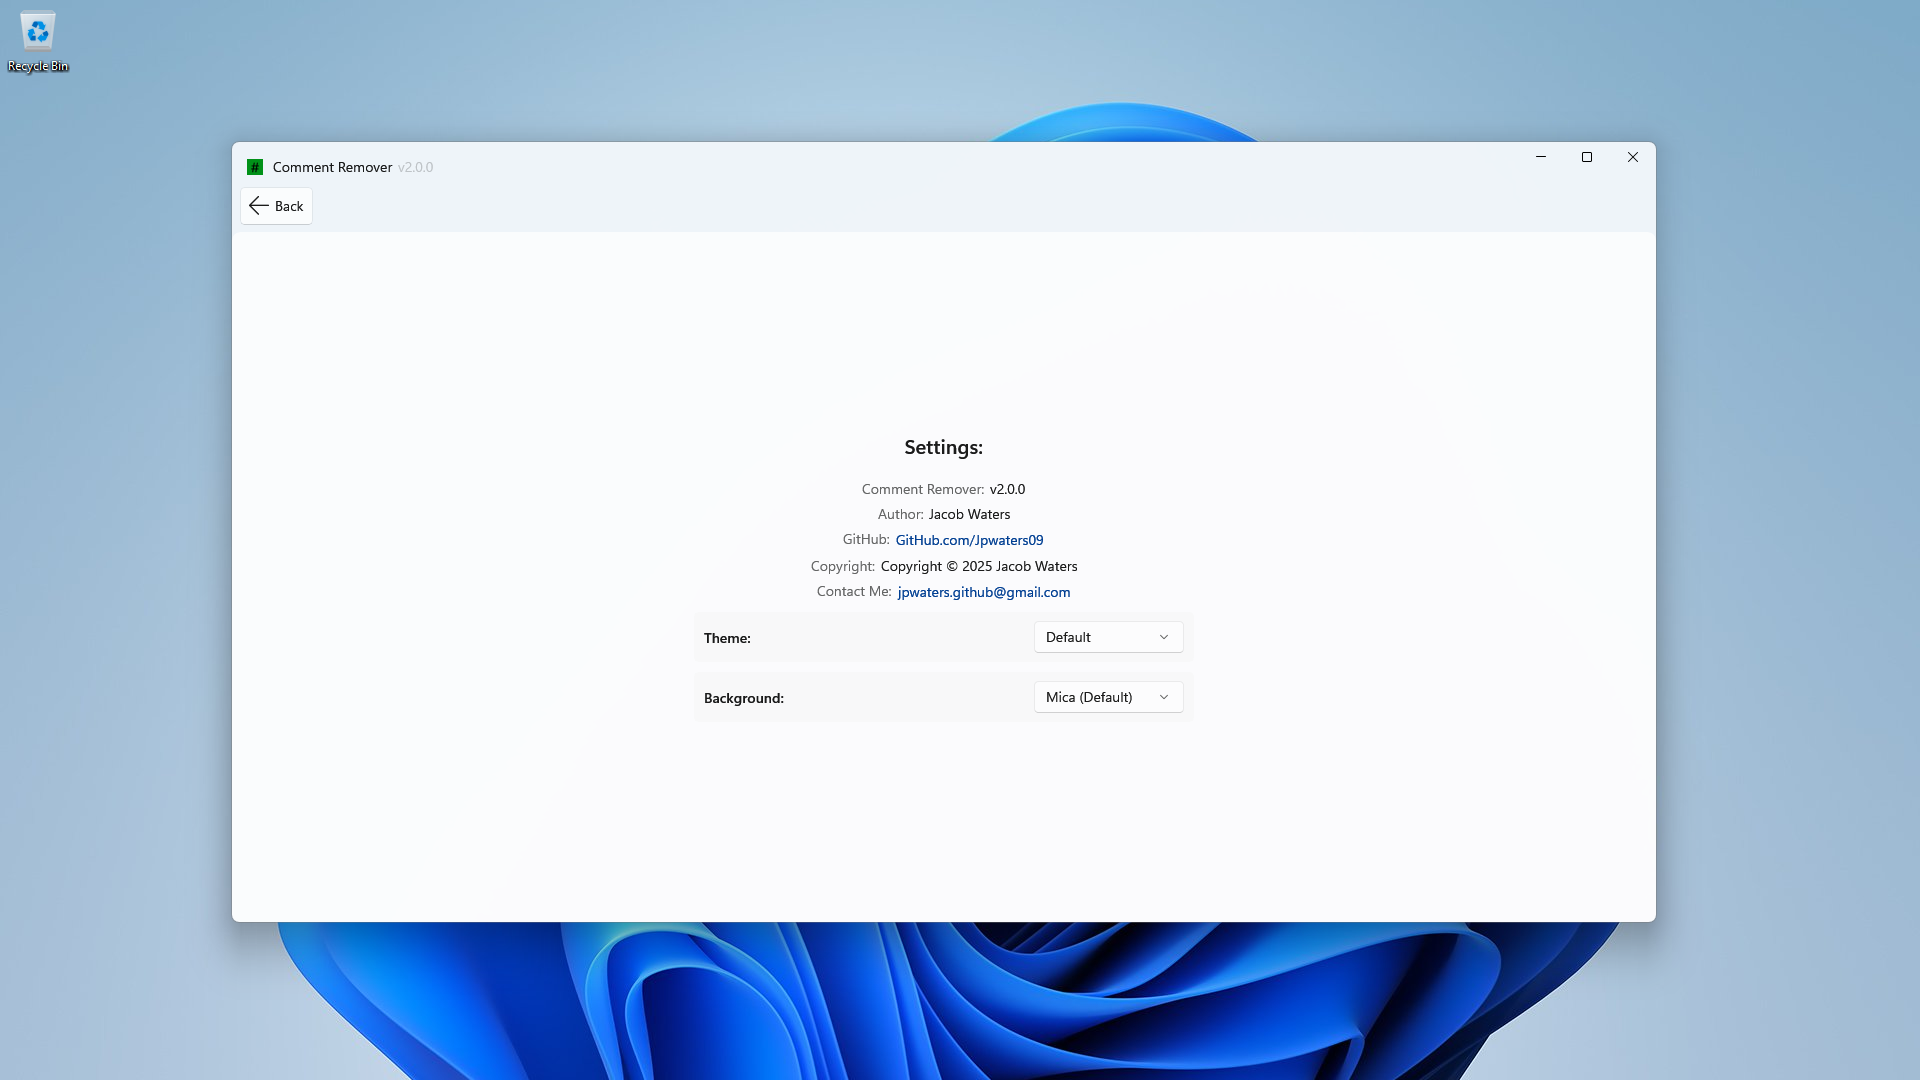 Recycle Bin
# Comment Remover v2.0.0
Back
Settings:
Comment Remover: v2.0.0
Author: Jacob Waters
GitHub: GitHub.com/Jpwaters09
Copyright: Copyright © 2025 Jacob Waters
Contact Me: jpwaters.github@gmail.com
Theme: Default
Background: Mica (Default)